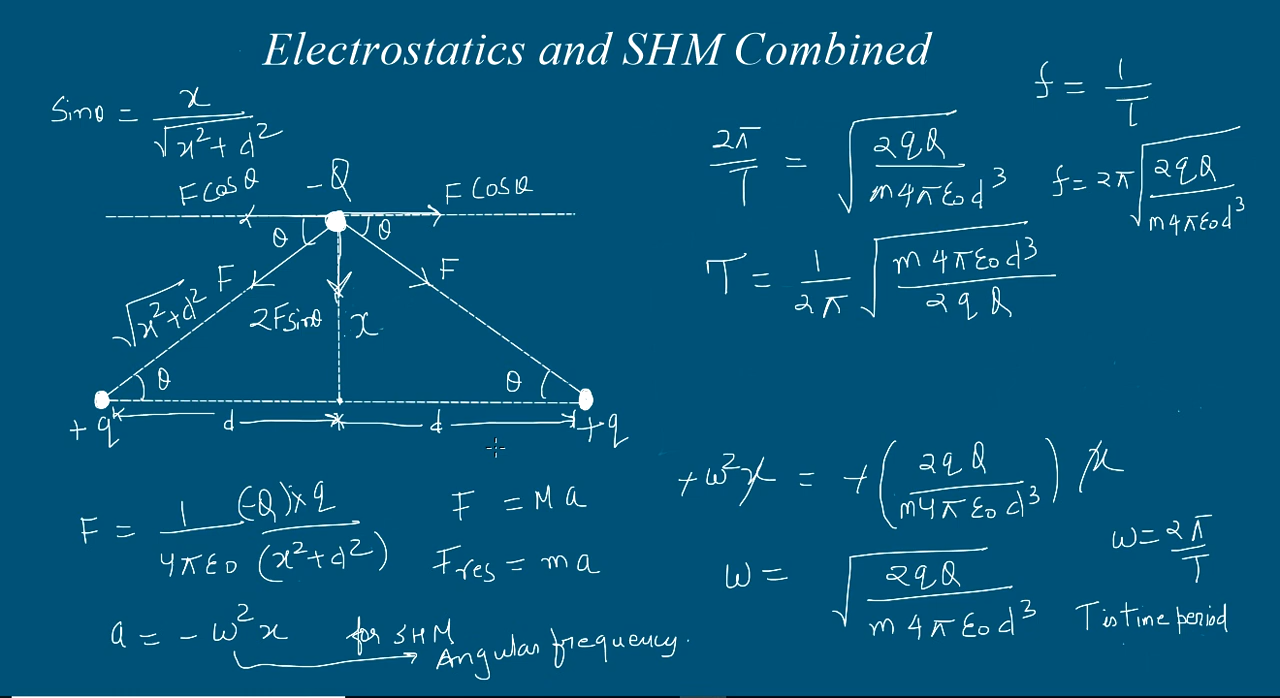 Electrostatics and SHM Combined
Sinθ = x / √(x²+d²)
f = 1/T
2π/T = √(2qQ / m4πε₀d³)
f = 2π √(2qQ / m4πε₀d³)
FCosθ -Q FCosθ
θ θ
T = 1/2π √(m4πε₀d³ / 2qQ)
F F
√(x²+d²)
2Fsinθ x
θ θ
+q d d +q
+ω²x = +(2qQ / m4πε₀d³) x
F = 1/4πε₀ (-Q)×q / (x²+d²)
F = Ma
Fres = ma
ω = 2π/T
ω = √(2qQ / m4πε₀d³)
T is time period
a = -ω²x for SHM
Angular frequency.